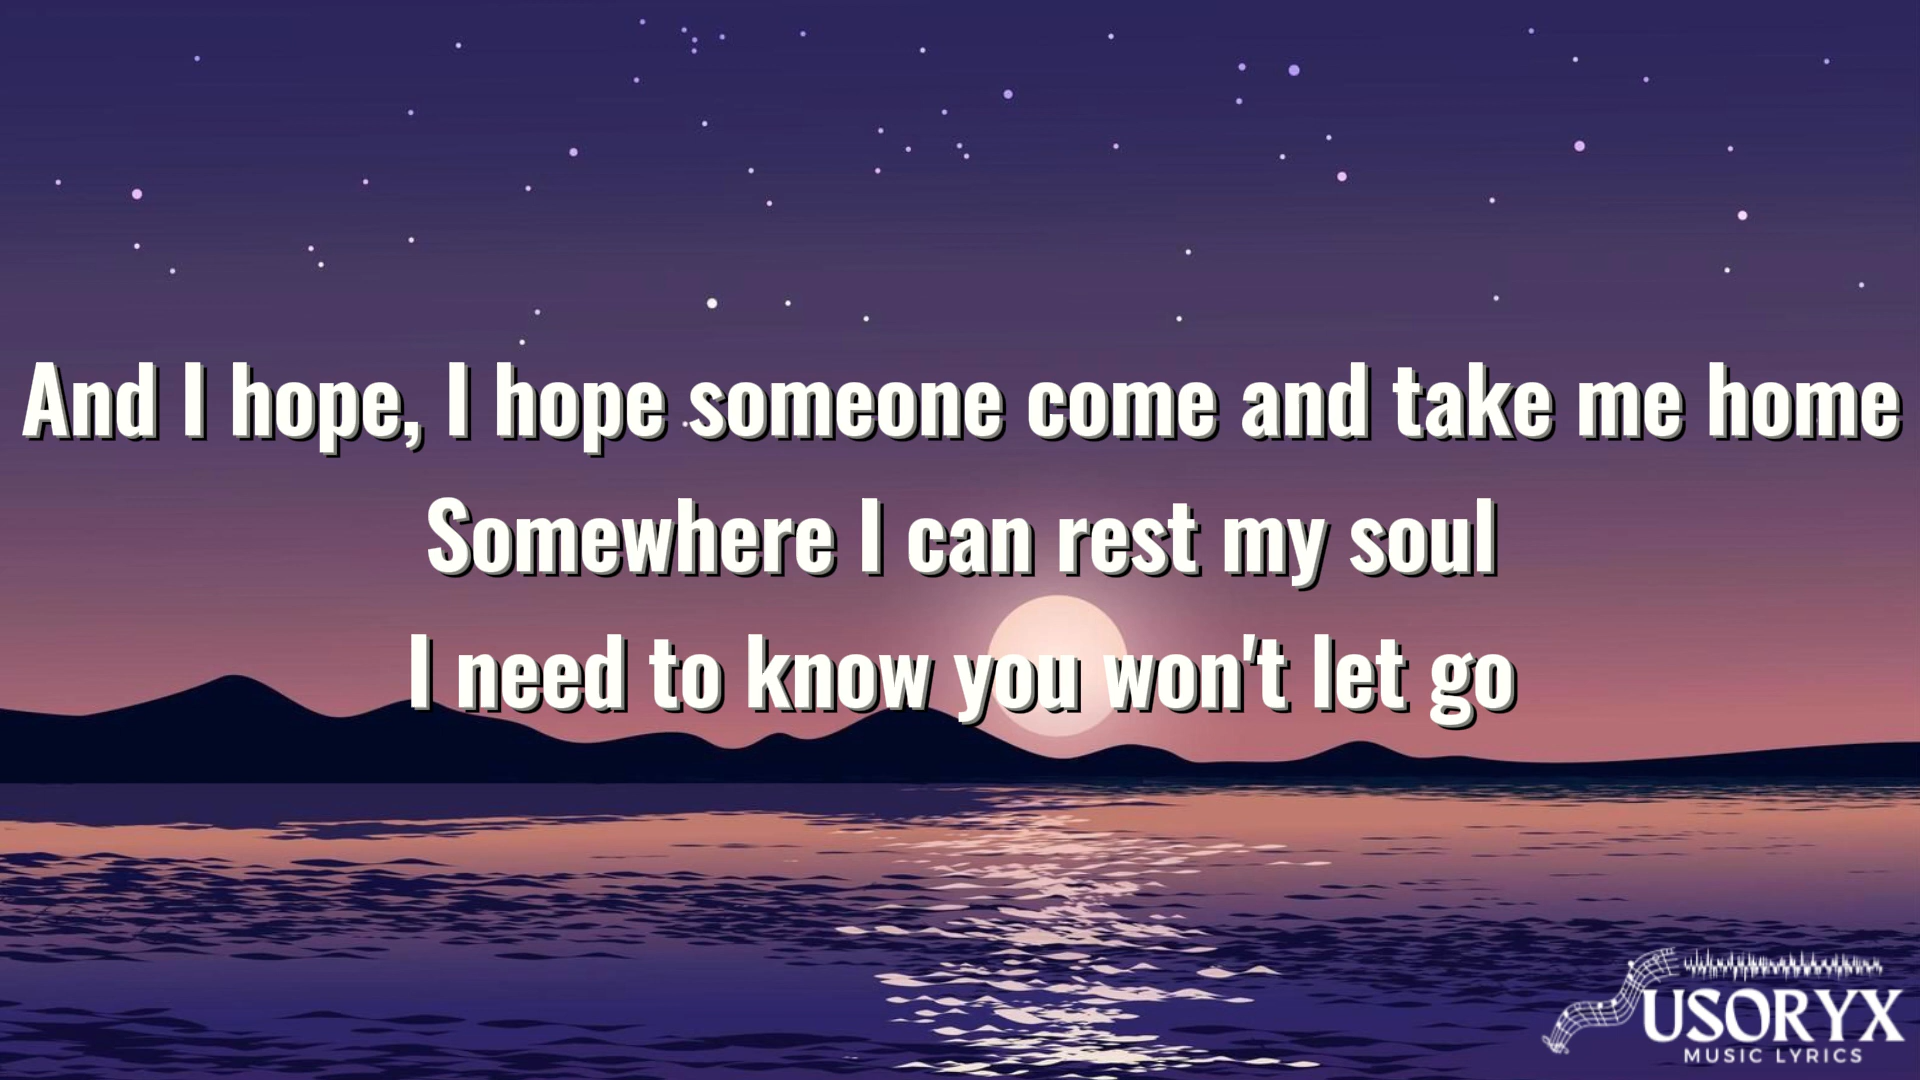 And I hope, I hope someone come and take me home
Somewhere I can rest my soul
I need to know you won't let go
USORYX
MUSIC LYRICS